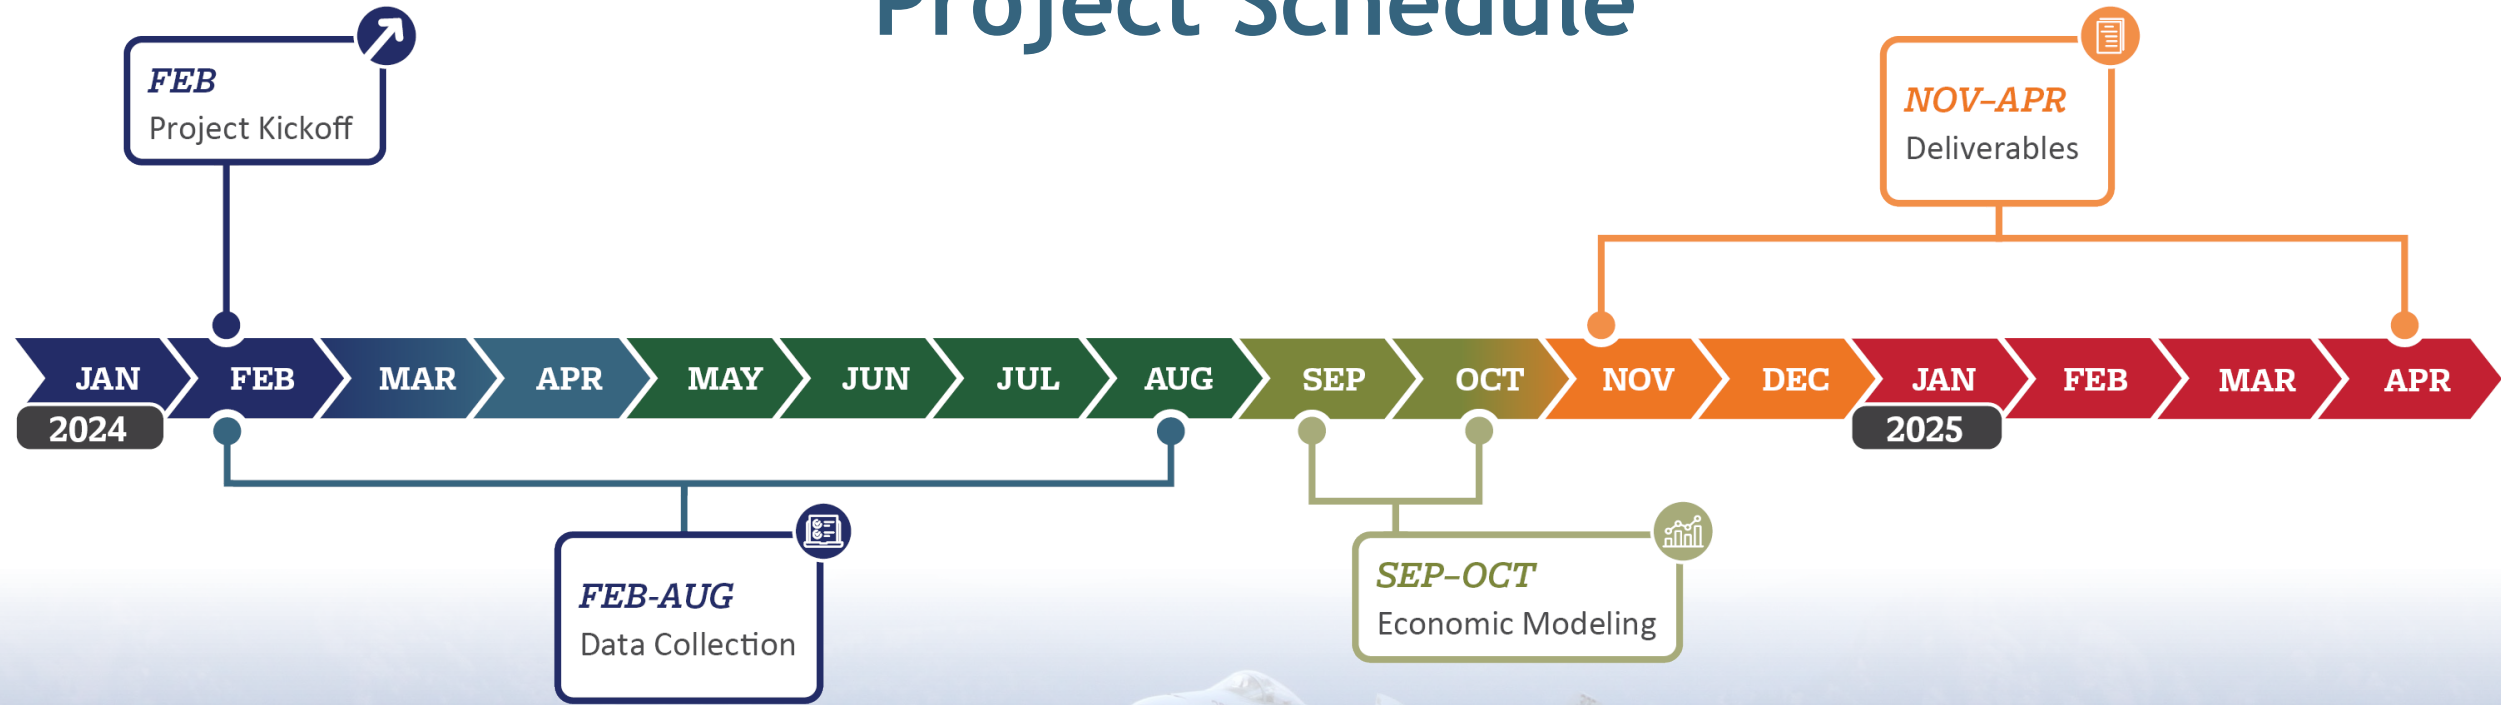 Project Schedule
FEB
Project Kickoff
NOV–APR
Deliverables
JAN FEB MAR APR MAY JUN JUL AUG SEP OCT NOV DEC JAN FEB MAR APR
2024 2025
FEB-AUG
Data Collection
SEP–OCT
Economic Modeling